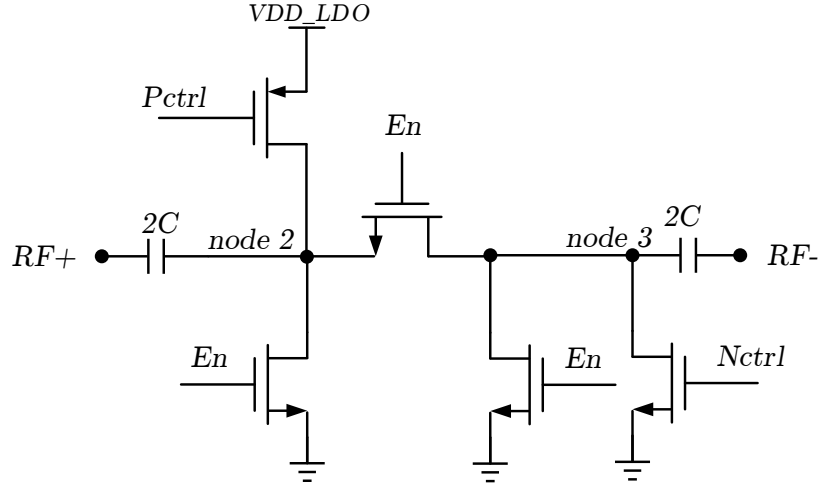 VDD_LDO
Pctrl
En
2C
node 2
node 3
2C
RF+
RF-
En
En
Nctrl